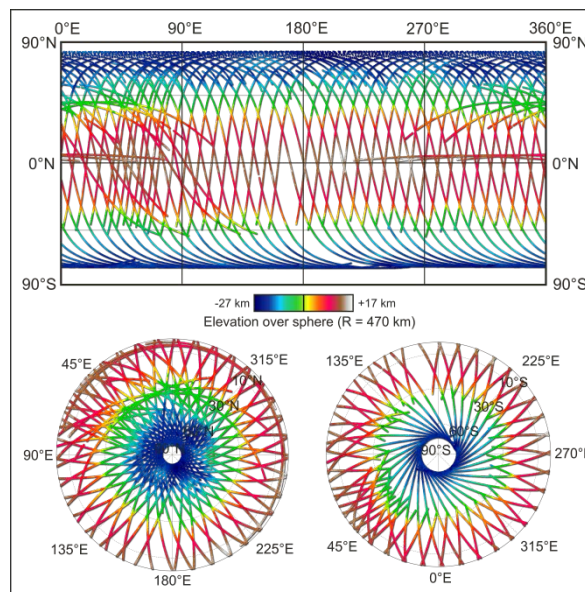 0°E 90°E 180°E 270°E 360°E
90°N 90°N
0°N 0°N
90°S 90°S
-27 km +17 km
Elevation over sphere (R = 470 km)
45°E 315°E 135°E 225°E
10°N 10°S
30°N 30°S
60°S
90°E 90°S 270°E
135°E 225°E 45°E 315°E
180°E 0°E